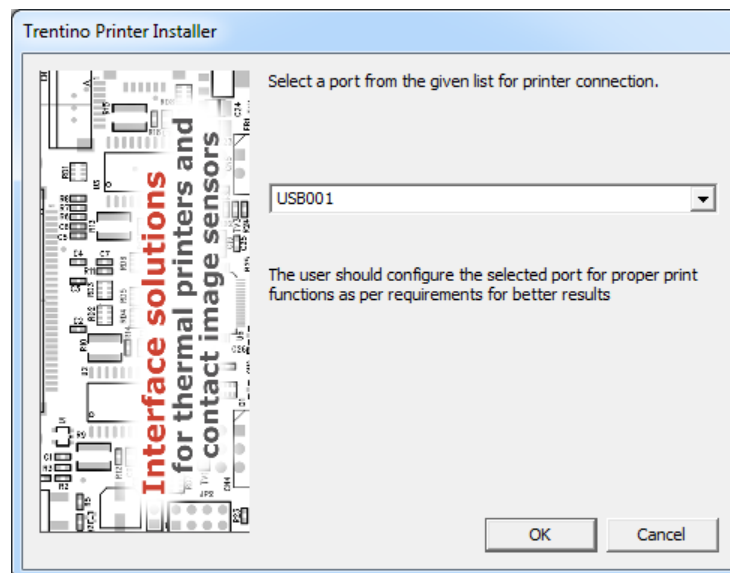 Trentino Printer Installer
Select a port from the given list for printer connection.
USB001
The user should configure the selected port for proper print
functions as per requirements for better results
Interface solutions
for thermal printers and
contact image sensors
OK
Cancel